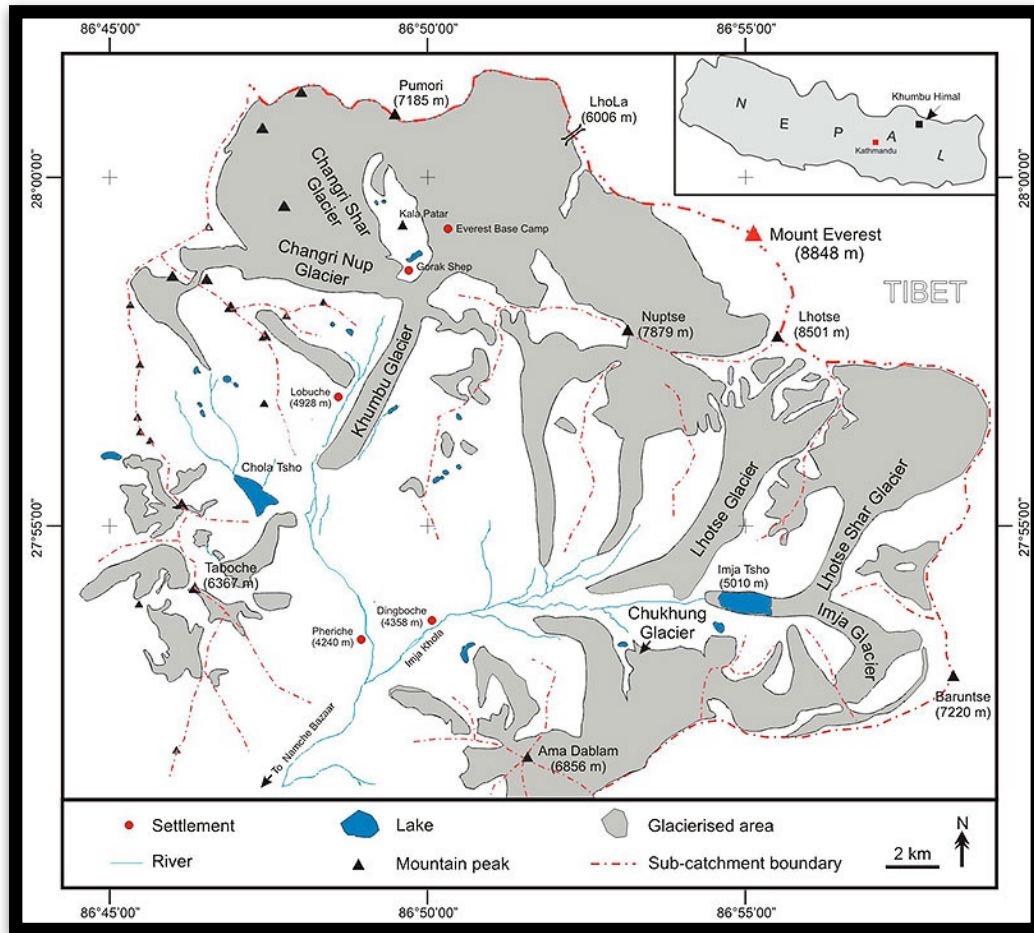 86°45'00"
86°50'00"
86°55'00"
Pumori
(7185 m)
LhoLa
(6006 m)
Khumbu Himal
N E P A L
Kathmandu
28°00'00"
28°00'00"
Changri Shar
Glacier
Kala Patar
Everest Base Camp
Mount Everest
(8848 m)
Changri Nup
Glacier
Gorak Shep
TIBET
Nuptse
(7879 m)
Lhotse
(8501 m)
Khumbu Glacier
Lobuche
(4928 m)
Chola Tsho
Lhotse Glacier
Lhotse Shar Glacier
27°55'00"
27°55'00"
Taboche
(6367 m)
Imja Tsho
(5010 m)
Dingboche
(4358 m)
Chukhung
Glacier
Imja Glacier
Pheriche
(4240 m)
Imja Khola
Baruntse
(7220 m)
To Namche Bazaar
Ama Dablam
(6856 m)
Settlement
Lake
Glacierised area
N
River
Mountain peak
Sub-catchment boundary
2 km
86°45'00"
86°50'00"
86°55'00"